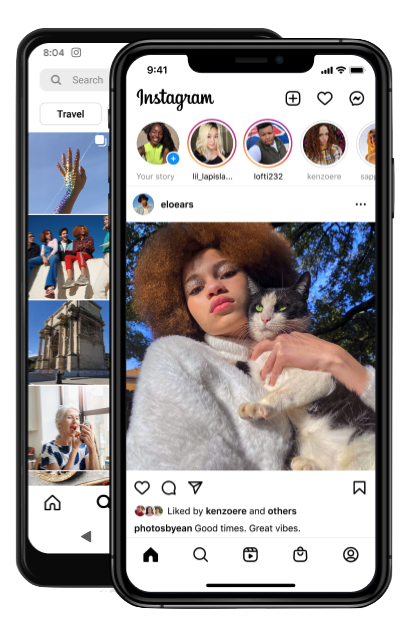 8:04
Search
Travel
9:41
Instagram
Your story
lil_lapisla...
lofti232
kenzoere
eloears
Liked by kenzoere and others
photosbyean Good times. Great vibes.